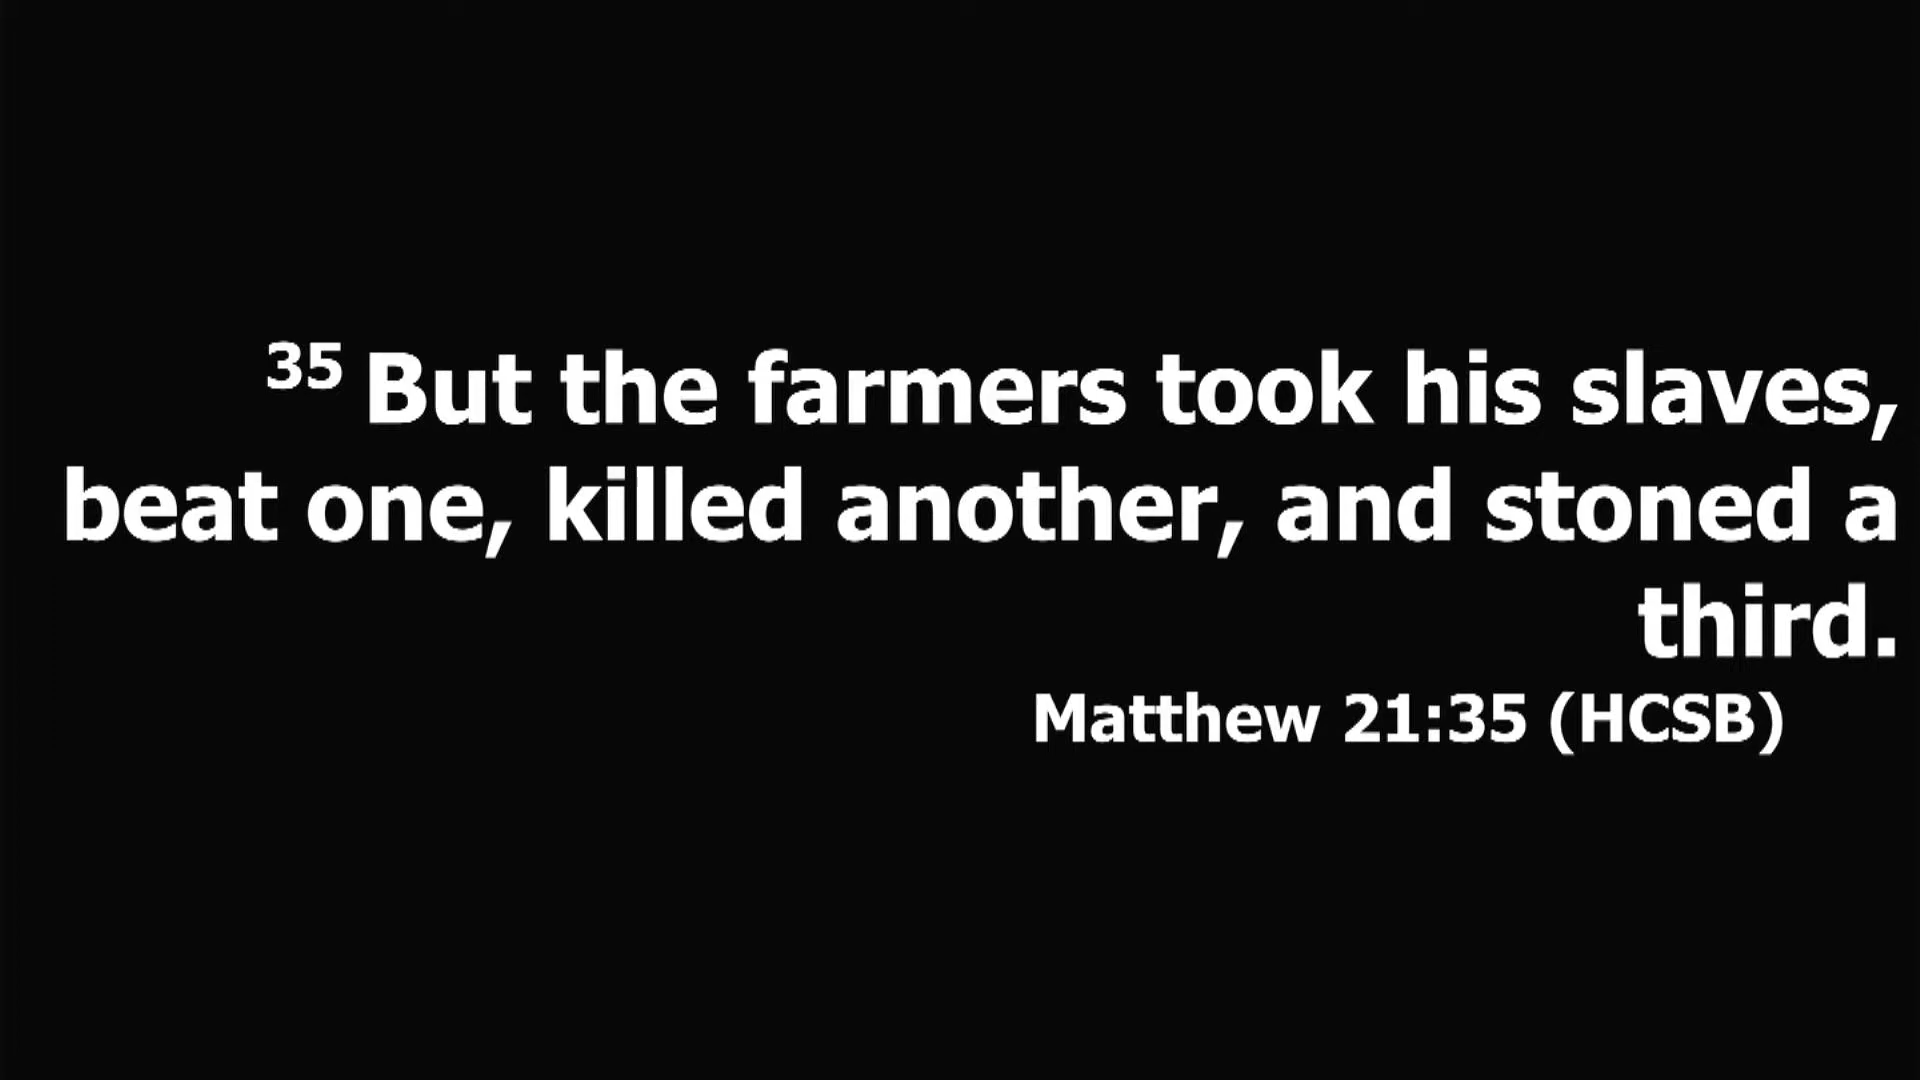 35 But the farmers took his slaves,
beat one, killed another, and stoned a
third.
Matthew 21:35 (HCSB)